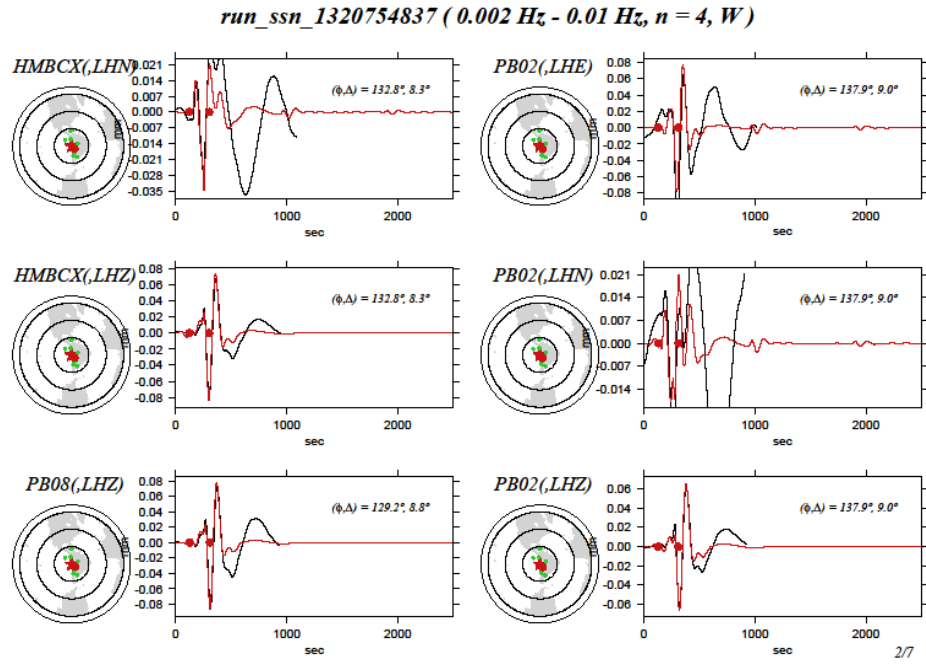 run_ssn_1320754837 ( 0.002 Hz - 0.01 Hz, n = 4, W )
HMBCX(,LHN)
mm
0.021
0.014
0.007
0.000
-0.007
-0.014
-0.021
-0.028
-0.035
(ϕ,Δ) = 132.8°, 8.3°
0 1000 2000
sec
PB02(,LHE)
mm
0.08
0.06
0.04
0.02
0.00
-0.02
-0.04
-0.06
-0.08
(ϕ,Δ) = 137.9°, 9.0°
0 1000 2000
sec
HMBCX(,LHZ)
mm
0.08
0.06
0.04
0.02
0.00
-0.02
-0.04
-0.06
-0.08
(ϕ,Δ) = 132.8°, 8.3°
0 1000 2000
sec
PB02(,LHN)
mm
0.021
0.014
0.007
0.000
-0.007
-0.014
(ϕ,Δ) = 137.9°, 9.0°
0 1000 2000
sec
PB08(,LHZ)
mm
0.08
0.06
0.04
0.02
0.00
-0.02
-0.04
-0.06
-0.08
(ϕ,Δ) = 129.2°, 8.8°
0 1000 2000
sec
PB02(,LHZ)
mm
0.06
0.04
0.02
0.00
-0.02
-0.04
-0.06
(ϕ,Δ) = 137.9°, 9.0°
0 1000 2000
sec
2/7